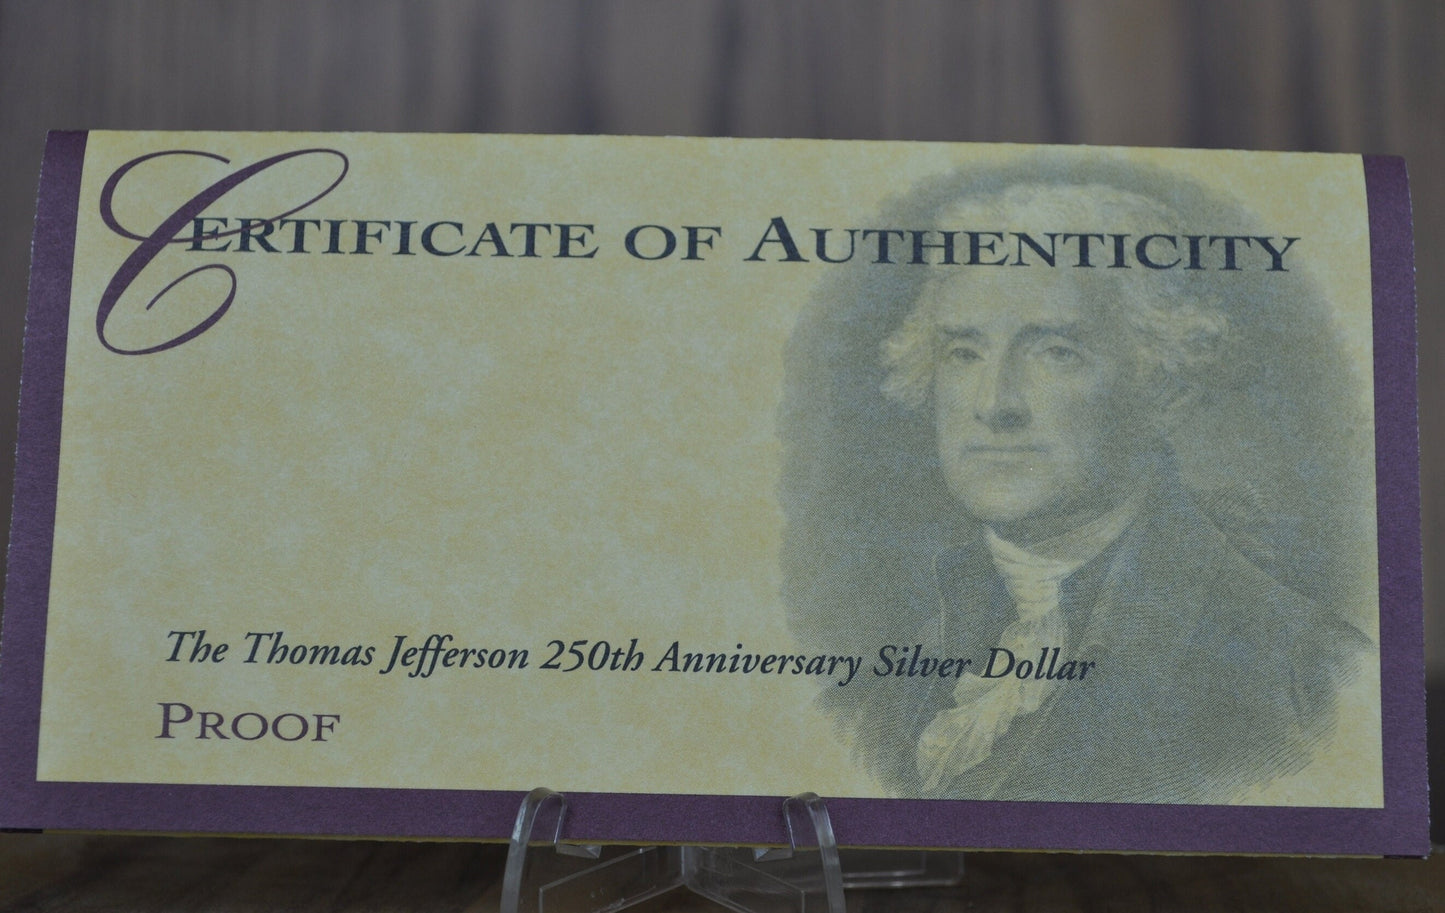 CERTIFICATE OF AUTHENTICITY
The Thomas Jefferson 250th Anniversary Silver Dollar
PROOF